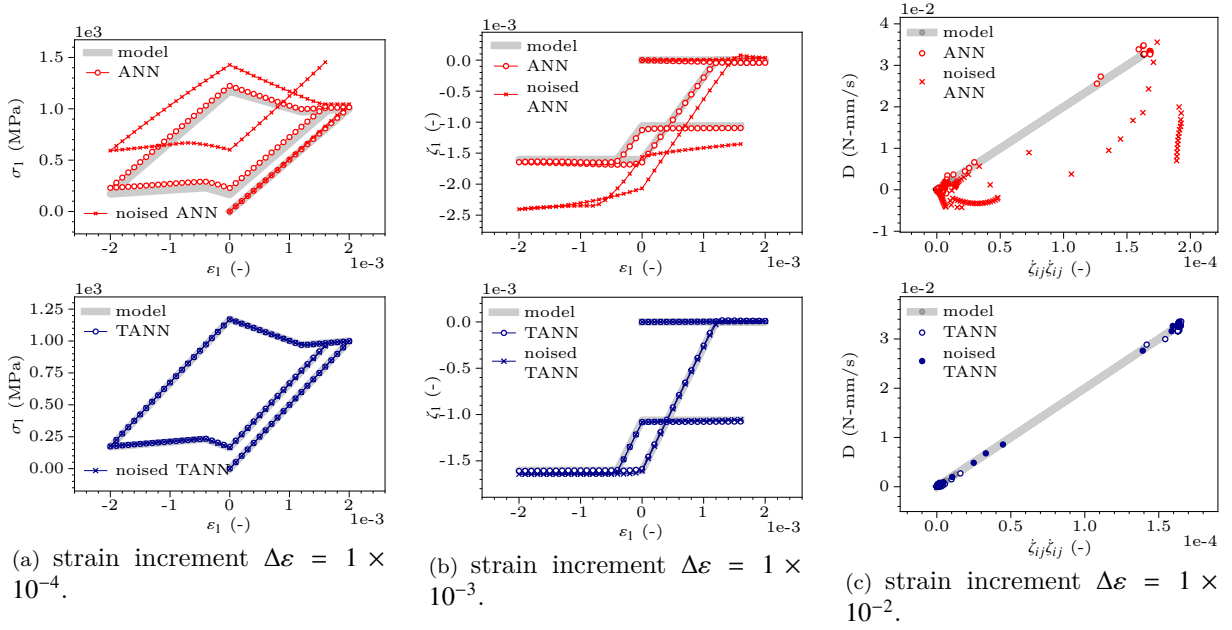 1e3
model
ANN
noised ANN
σ₁ (MPa)
1.5
1.0
0.5
0.0
-2 -1 0 1 2
ε₁ (-) 1e-3
1e-3
model
ANN
noised
ANN
ζ₁ (-)
0.0
-0.5
-1.0
-1.5
-2.0
-2.5
-2 -1 0 1 2
ε₁ (-) 1e-3
1e-2
model
ANN
noised
ANN
D (N-mm/s)
4
3
2
1
0
-1
0.0 0.5 1.0 1.5 2.0
ζ̇ᵢⱼζ̇ᵢⱼ (-) 1e-4
1e3
model
TANN
noised TANN
σ₁ (MPa)
1.25
1.00
0.75
0.50
0.25
0.00
-2 -1 0 1 2
ε₁ (-) 1e-3
1e-3
model
TANN
noised
TANN
ζ₁ (-)
0.0
-0.5
-1.0
-1.5
-2 -1 0 1 2
ε₁ (-) 1e-3
1e-2
model
TANN
noised
TANN
D (N-mm/s)
3
2
1
0
0.0 0.5 1.0 1.5
ζ̇ᵢⱼζ̇ᵢⱼ (-) 1e-4
(a) strain increment Δε = 1 ×
10⁻⁴.
(b) strain increment Δε = 1 ×
10⁻³.
(c) strain increment Δε = 1 ×
10⁻².